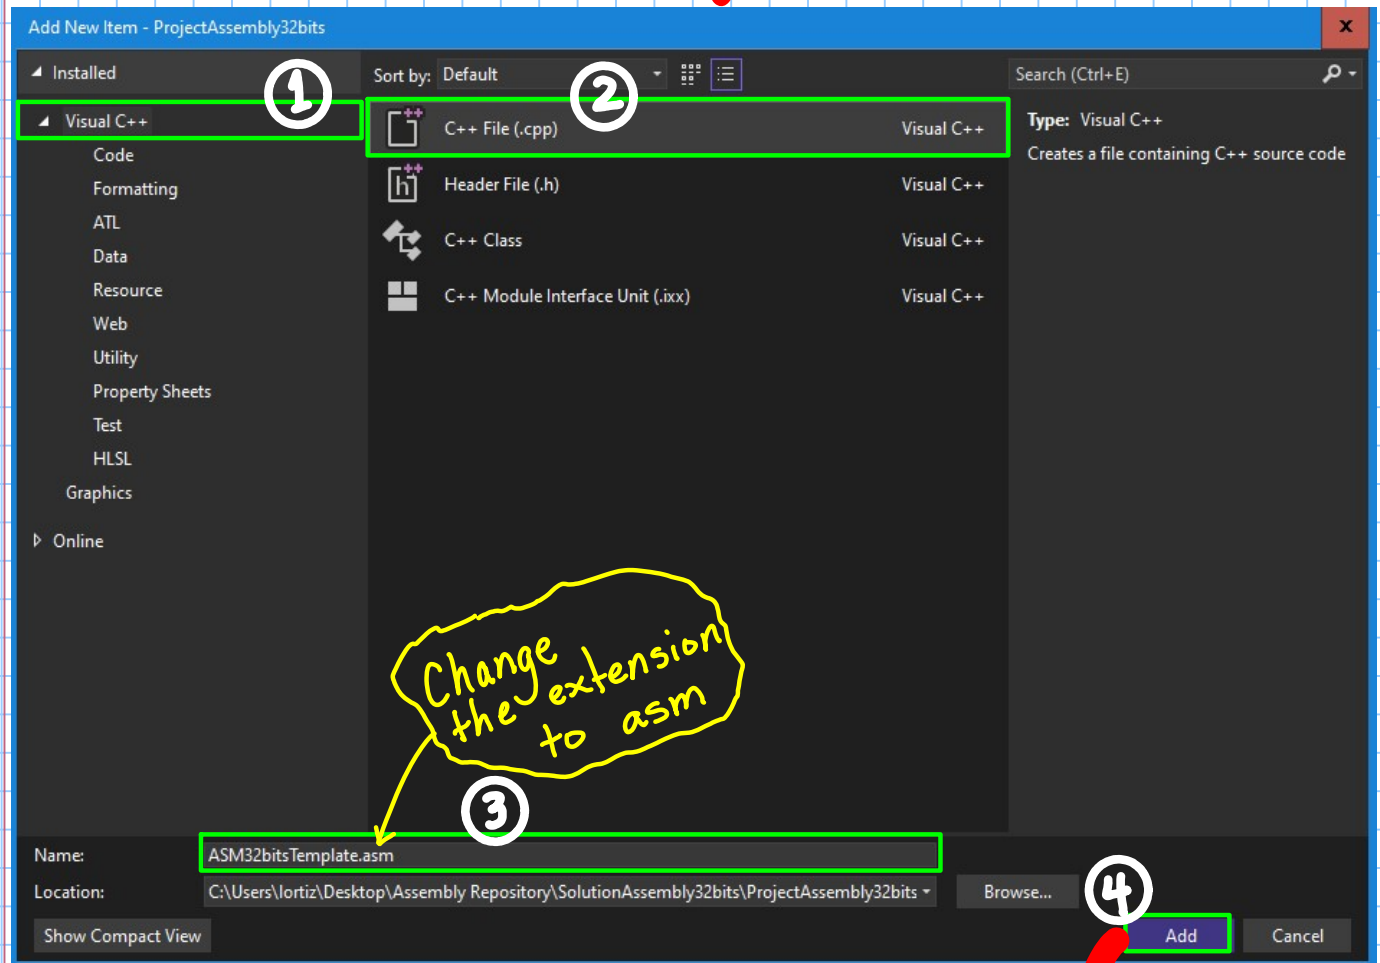 Add New Item - ProjectAssembly32bits
x
Installed
1
Sort by: Default
2
Search (Ctrl+E)
Visual C++
Code
Formatting
ATL
Data
Resource
Web
Utility
Property Sheets
Test
HLSL
Graphics
Online
C++ File (.cpp) Visual C++
Header File (.h) Visual C++
C++ Class Visual C++
C++ Module Interface Unit (.ixx) Visual C++
Type: Visual C++
Creates a file containing C++ source code
Change
the extension
to asm
3
Name: ASM32bitsTemplate.asm
Location: C:\Users\lortiz\Desktop\Assembly Repository\SolutionAssembly32bits\ProjectAssembly32bits Browse...
4
Show Compact View Add Cancel